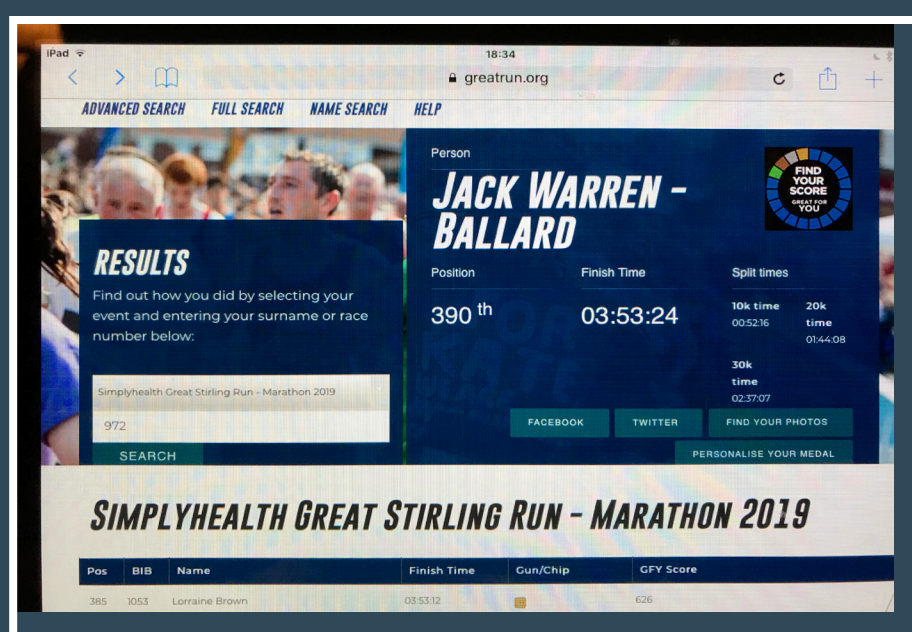 iPad
18:34
greatrun.org
ADVANCED SEARCH FULL SEARCH NAME SEARCH HELP
Person
JACK WARREN -
BALLARD
FIND
YOUR
SCORE
GREAT FOR
YOU
RESULTS
Find out how you did by selecting your
event and entering your surname or race
number below:
Simplyhealth Great Stirling Run - Marathon 2019
972
SEARCH
Position Finish Time Split times
390 th 03:53:24
10k time 20k
00:52:16 time
01:44:08
30k
time
02:37:07
FACEBOOK TWITTER FIND YOUR PHOTOS
PERSONALISE YOUR MEDAL
SIMPLYHEALTH GREAT STIRLING RUN - MARATHON 2019
Pos BIB Name Finish Time Gun/Chip GFY Score
385 1053 Lorraine Brown 03:53:12 626